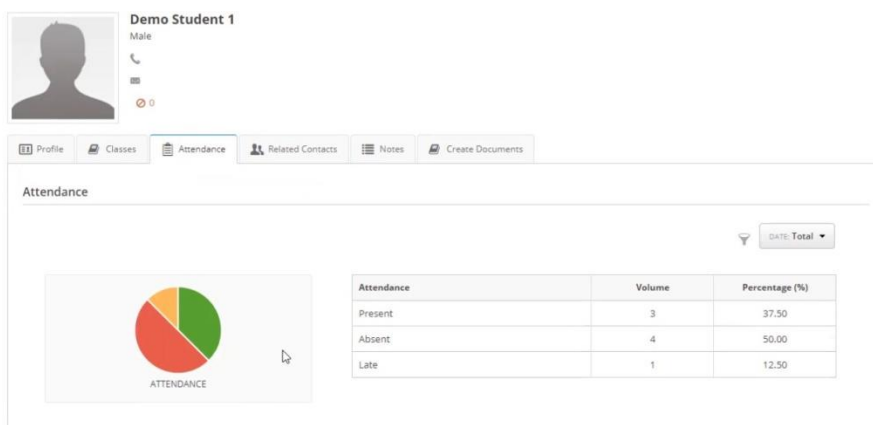 Demo Student 1
Male
0
Profile Classes Attendance Related Contacts Notes Create Documents
Attendance
DATE: Total
Attendance Volume Percentage (%)
Present 3 37.50
Absent 4 50.00
Late 1 12.50
ATTENDANCE